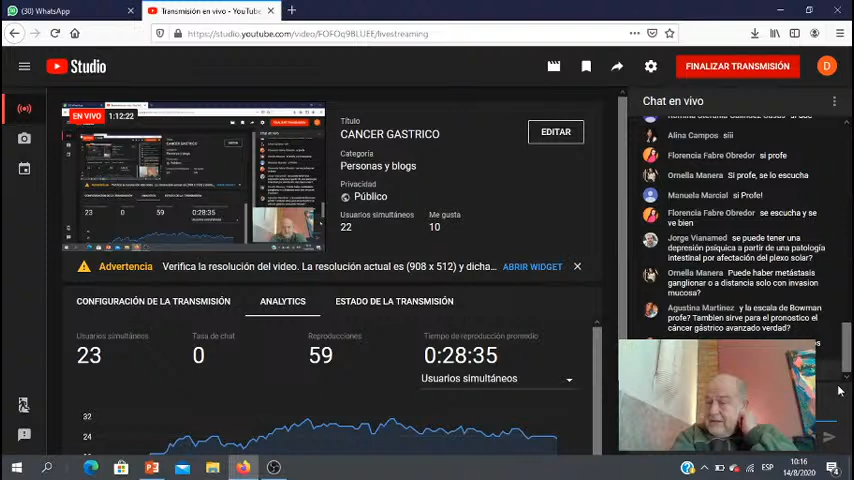 (30) WhatsApp
Transmisión en vivo - YouTube
https://studio.youtube.com/video/FOFOq9BLUEE/livestreaming
Studio
FINALIZAR TRANSMISIÓN
D
EN VIVO 1:12:22
Título
CANCER GASTRICO
EDITAR
Categoría
Personas y blogs
Privacidad
Público
Usuarios simultáneos Me gusta
22 10
Advertencia Verifica la resolución del video. La resolución actual es (908 x 512) y dicha... ABRIR WIDGET
CONFIGURACIÓN DE LA TRANSMISIÓN ANALYTICS ESTADO DE LA TRANSMISIÓN
Usuarios simultáneos Tasa de chat Reproducciones Tiempo de reproducción promedio
23 0 59 0:28:35
Usuarios simultáneos
32
24
Chat en vivo
Alina Campos siii
Florencia Fabre Obredor si profe
Ornella Manera SI profe, se lo escucha
Manuela Marcial si Profe!
Florencia Fabre Obredor se escucha y se
ve bien
Jorge Vianamed se puede tener una
depresión psíquica a partir de una patología
intestinal por afectación del plexo solar?
Ornella Manera Puede haber metástasis
ganglionar o a distancia solo con invasion
mucosa?
Agustina Martinez y la escala de Bowman
profe? Tambien sirve para el pronostico el
cáncer gástrico avanzado verdad?
ESP
10:16
14/8/2020
4